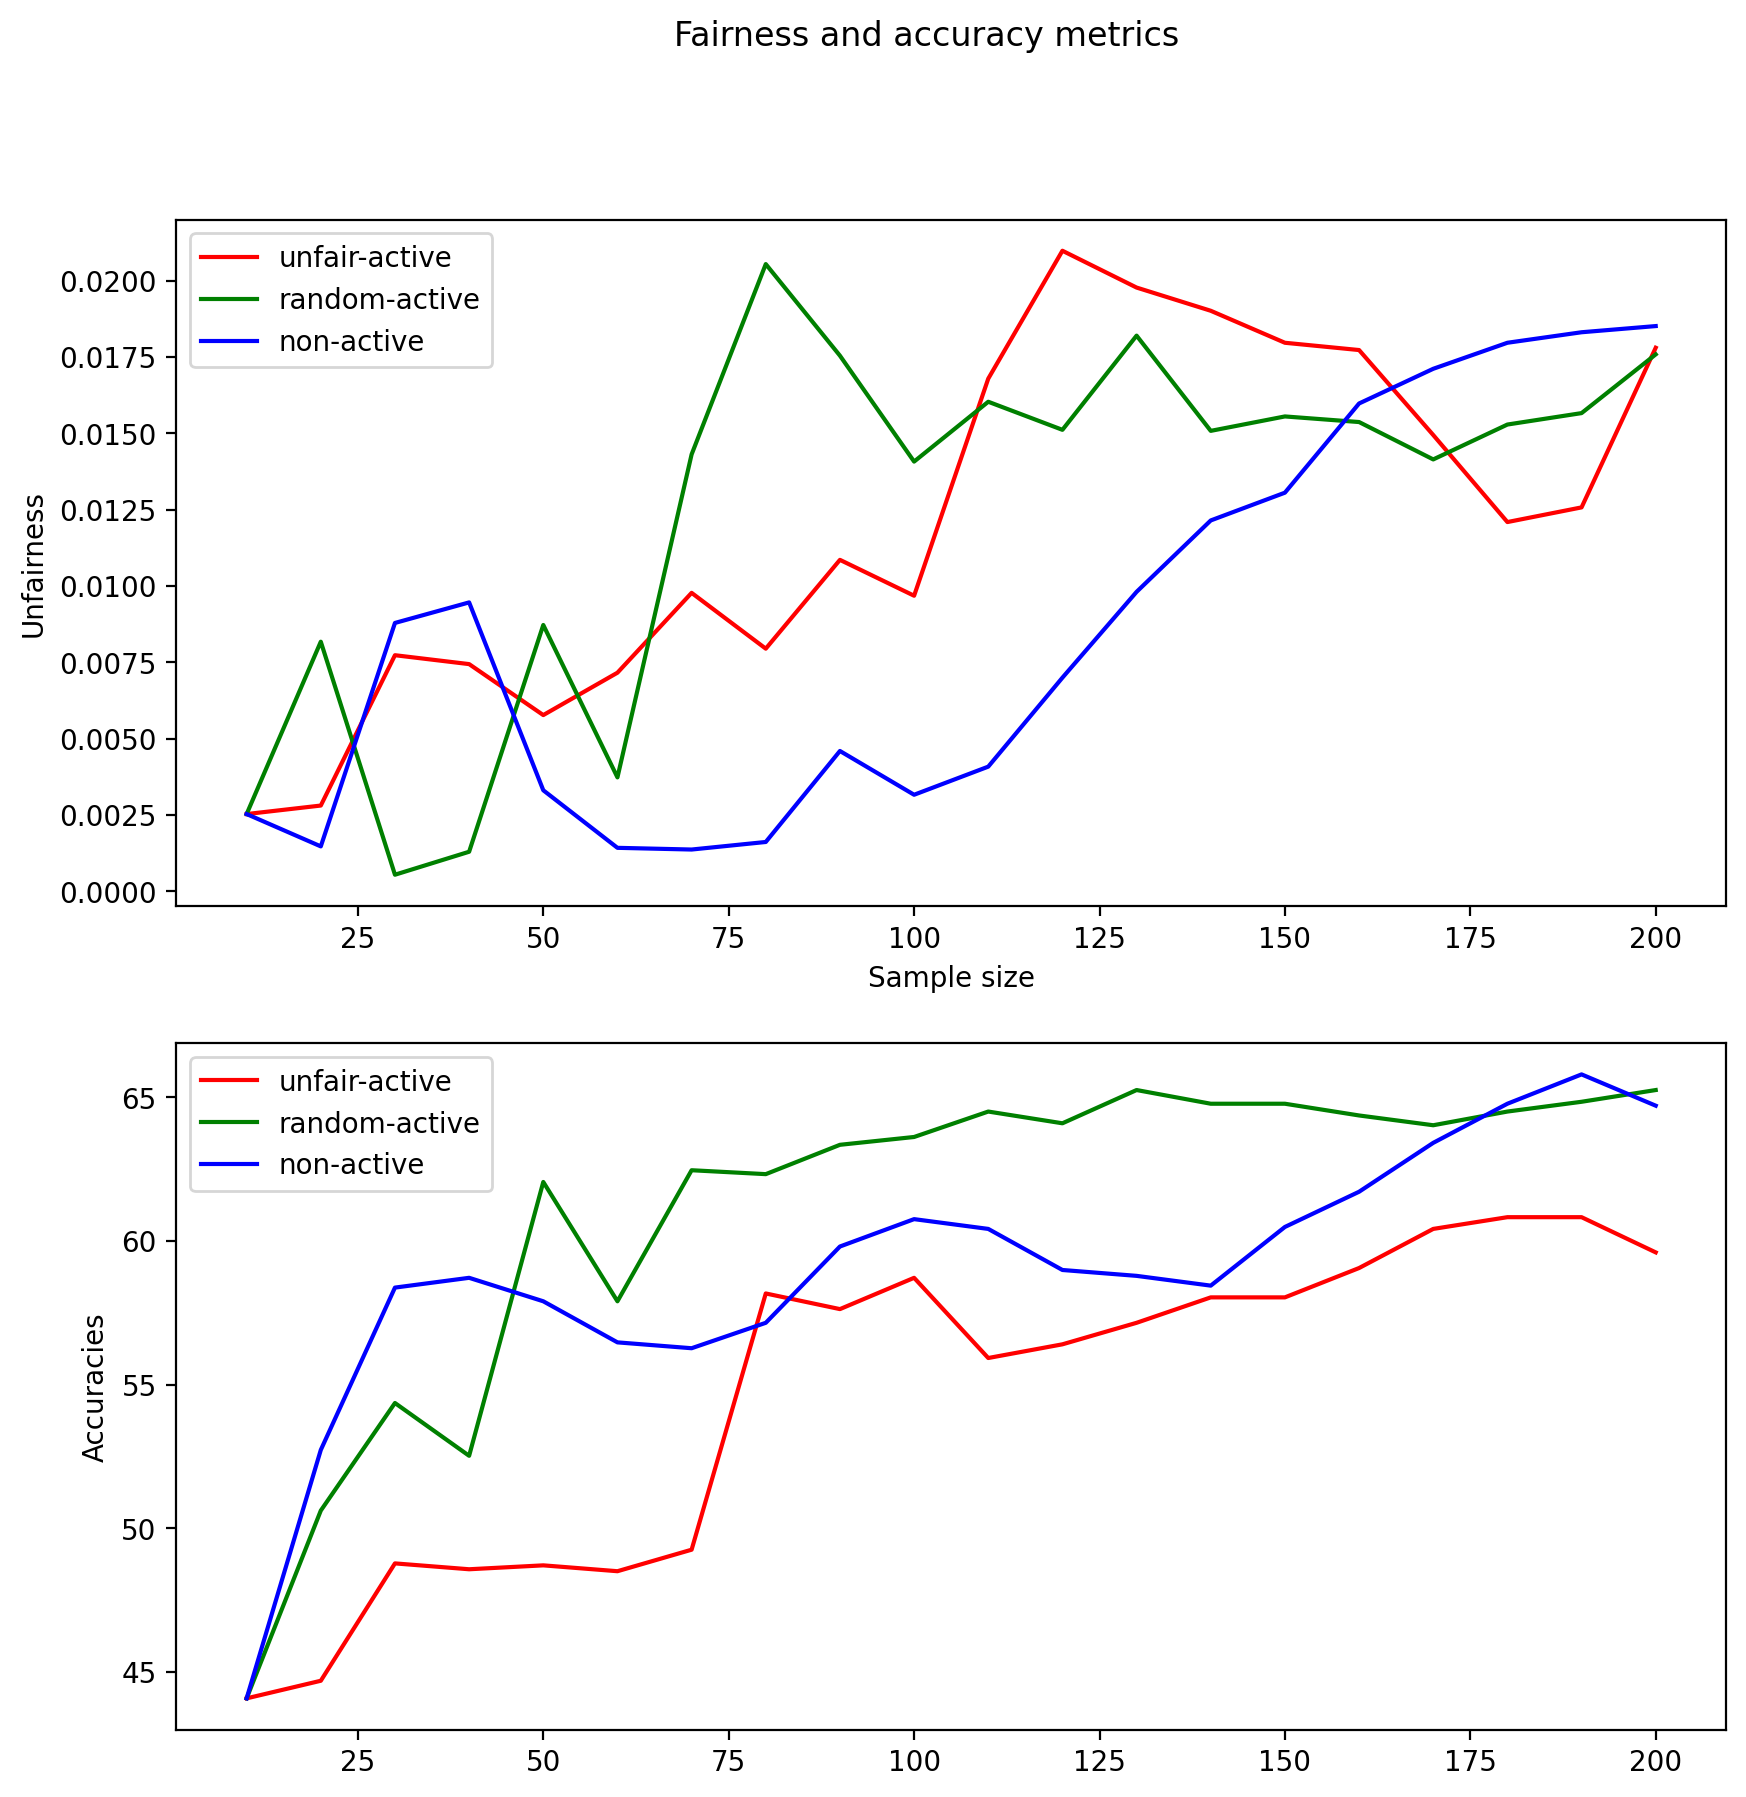 Fairness and accuracy metrics
unfair-active
random-active
non-active
0.0200
0.0175
0.0150
0.0125
0.0100
0.0075
0.0050
0.0025
0.0000
Unfairness
25 50 75 100 125 150 175 200
Sample size
unfair-active
random-active
non-active
65
60
55
50
45
Accuracies
25 50 75 100 125 150 175 200